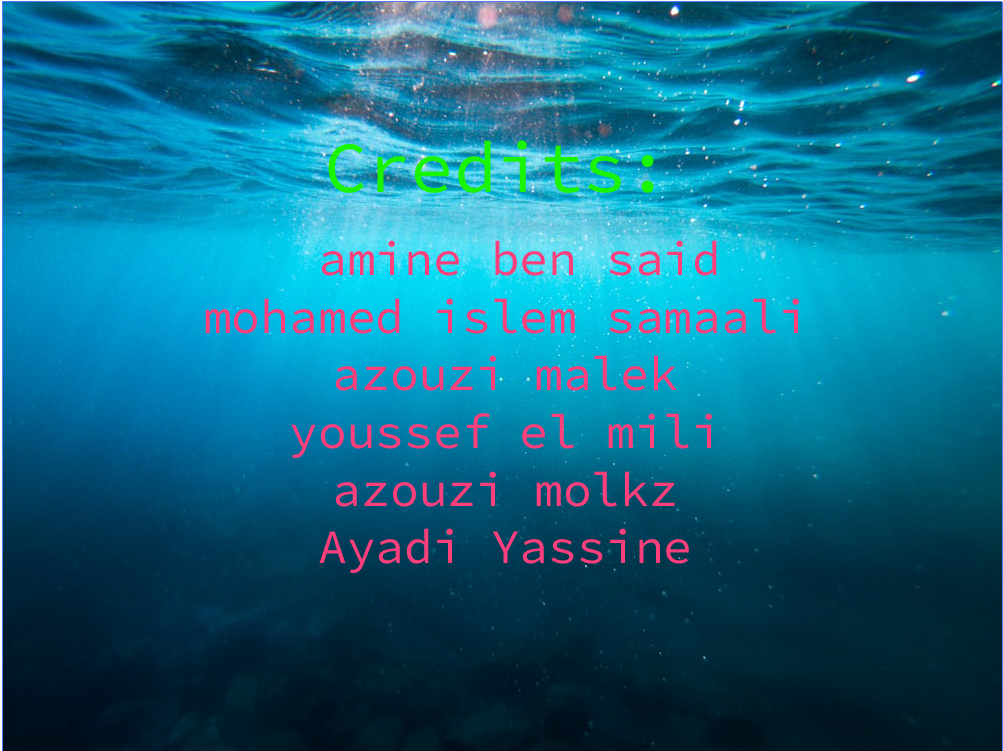 Credits:
amine ben said
mohamed islem samaali
azouzi malek
youssef el mili
azouzi molkz
Ayadi Yassine